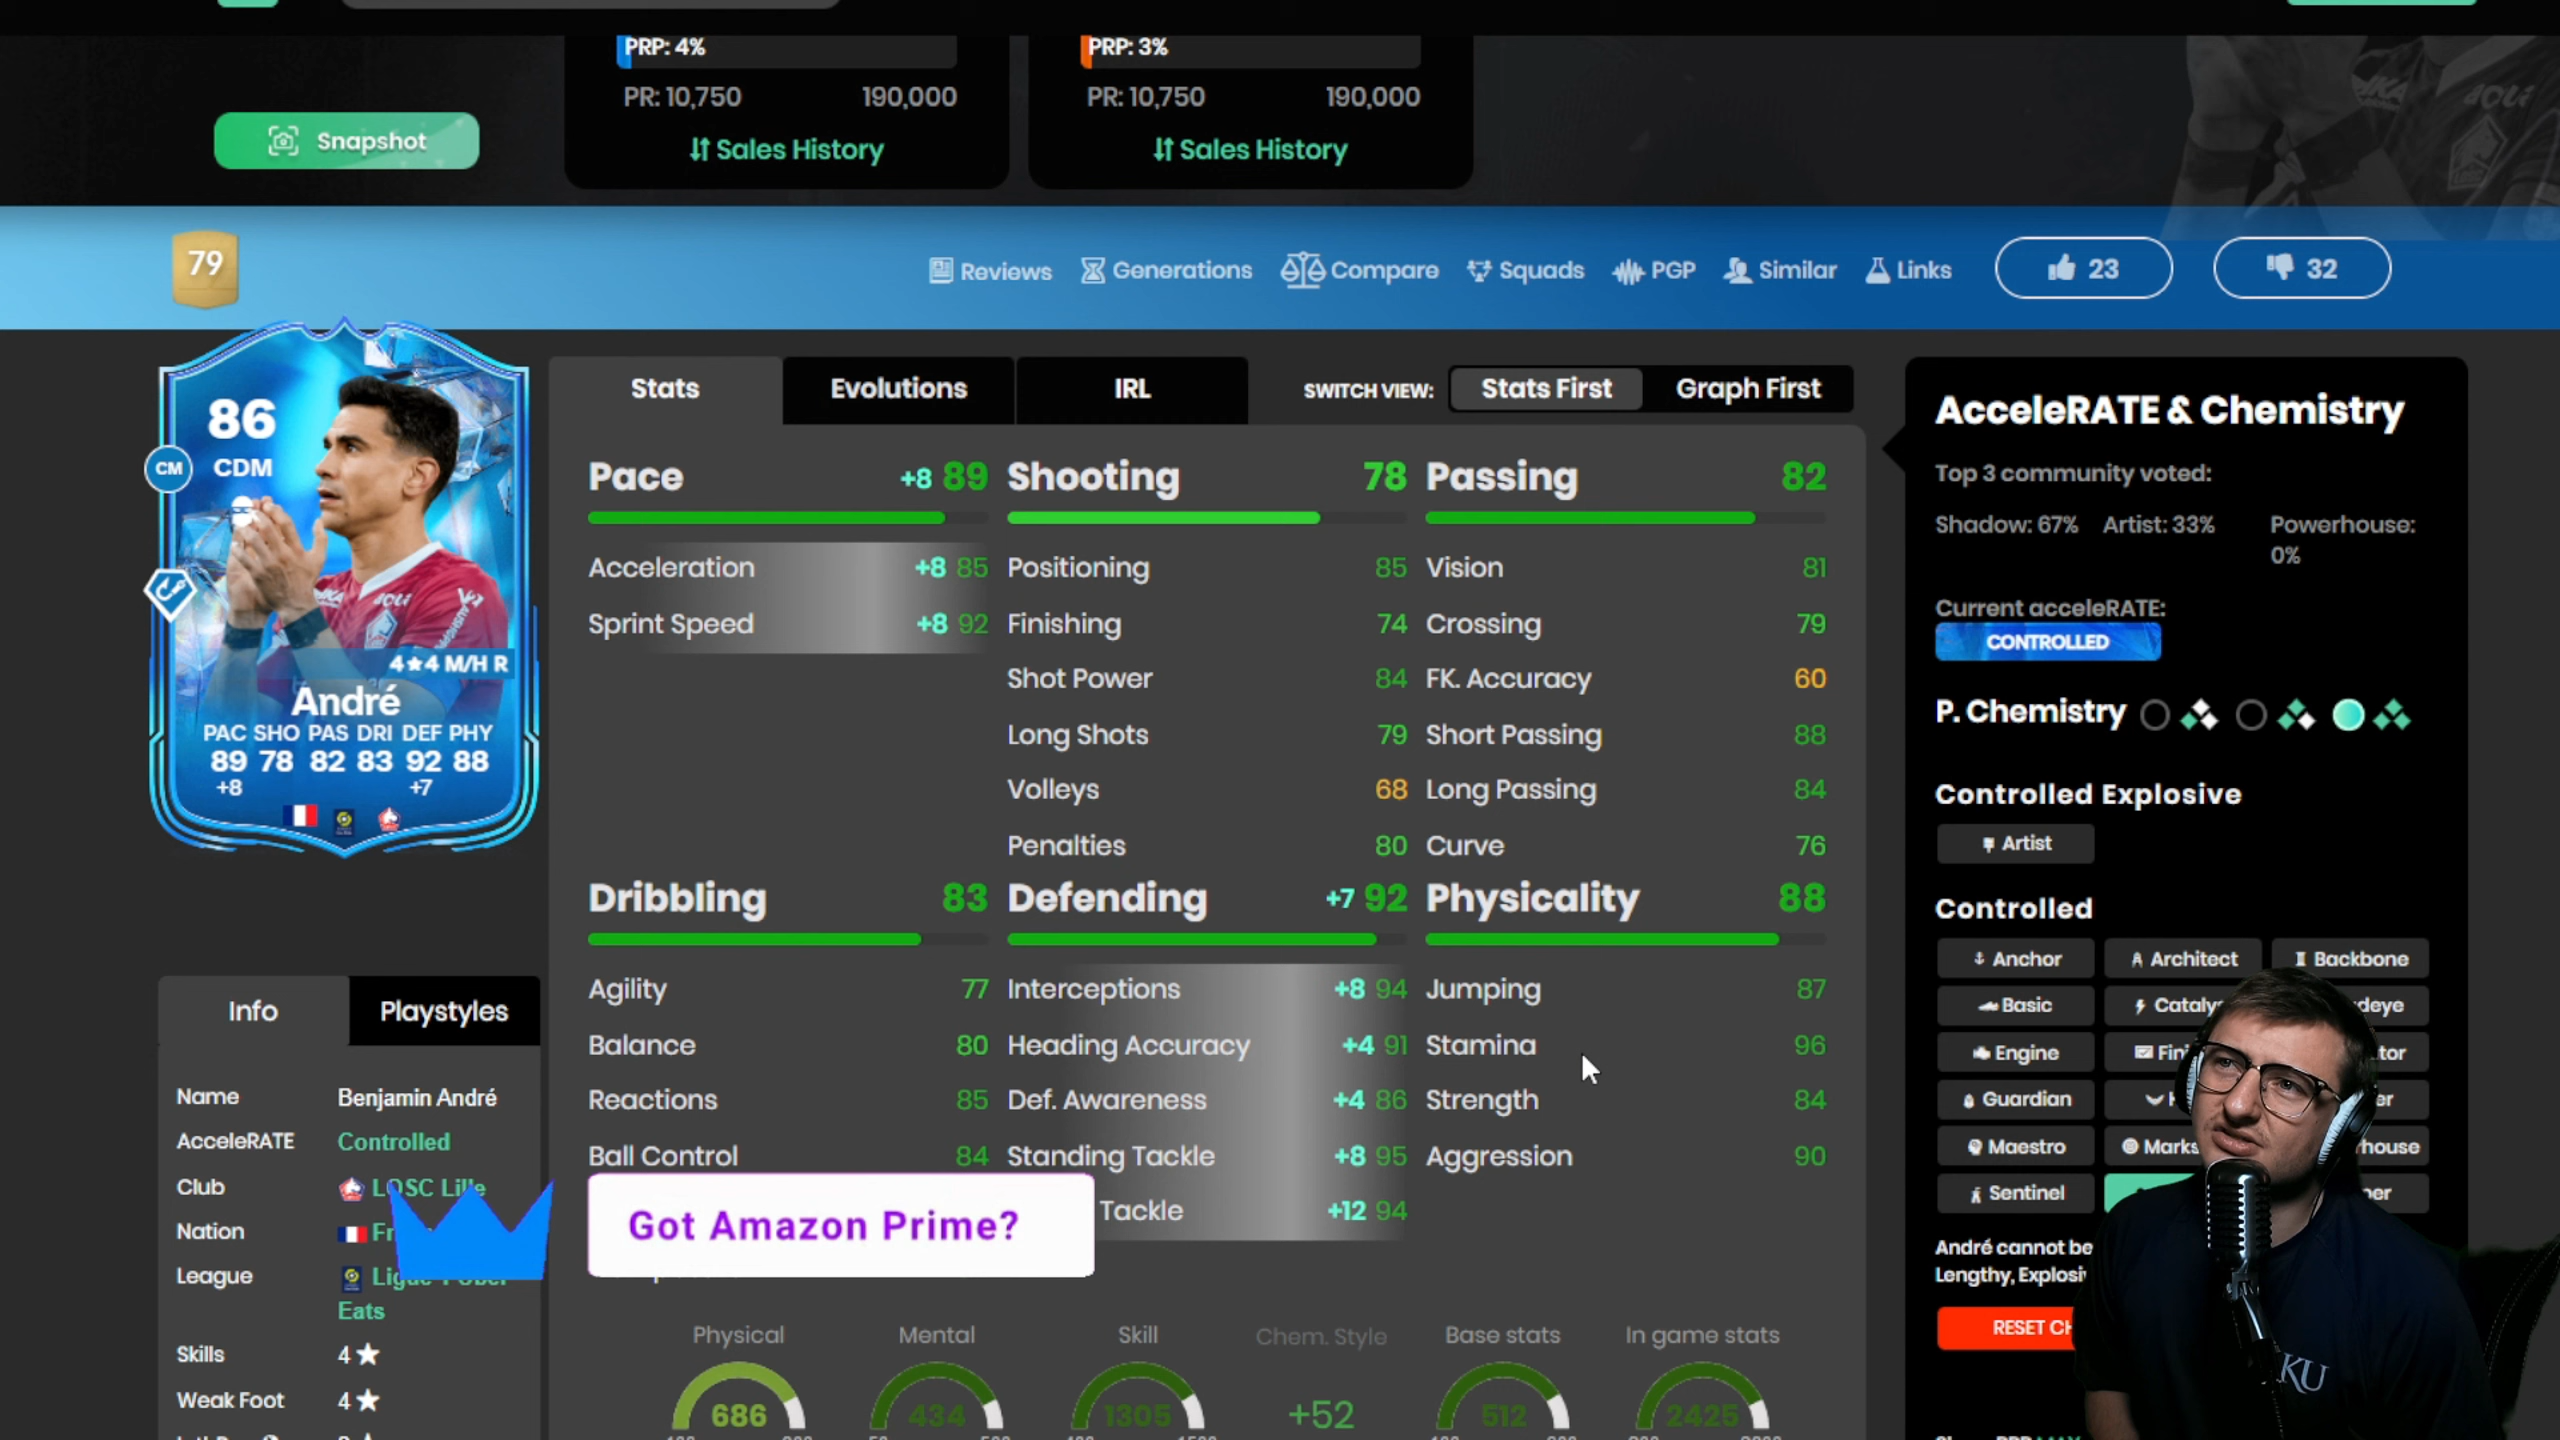 PRP: 4%
PR: 10,750 190,000
Sales History
PRP: 3%
PR: 10,750 190,000
Sales History
Snapshot
79
Reviews Generations Compare Squads PGP Similar Links 23 32
86
CDM
CM
4★4 M/H R
André
PAC SHO PAS DRI DEF PHY
89 78 82 83 92 88
+8 +7
Stats Evolutions IRL SWITCH VIEW: Stats First Graph First
Pace +8 89
Acceleration +8 85
Sprint Speed +8 92
Shooting 78
Positioning 85
Finishing 74
Shot Power 84
Long Shots 79
Volleys 68
Penalties 80
Passing 82
Vision 81
Crossing 79
FK. Accuracy 60
Short Passing 88
Long Passing 84
Curve 76
Dribbling 83
Agility 77
Balance 80
Reactions 85
Ball Control 84
Defending +7 92
Interceptions +8 94
Heading Accuracy +4 91
Def. Awareness +4 86
Standing Tackle +8 95
Tackle +12 94
Physicality 88
Jumping 87
Stamina 96
Strength 84
Aggression 90
Got Amazon Prime?
Physical Mental Skill Chem. Style Base stats In game stats
686 434 1305 +52 512 2425
Info Playstyles
Name Benjamin André
AcceleRATE Controlled
Club LOSC Lille
Nation
League
Eats
Skills 4 ★
Weak Foot 4 ★
AcceleRATE & Chemistry
Top 3 community voted:
Shadow: 67% Artist: 33% Powerhouse:
0%
Current acceleRATE:
CONTROLLED
P. Chemistry
Controlled Explosive
Artist
Controlled
Anchor Architect Backbone
Basic
Engine
Guardian
Maestro
Sentinel
André cannot be
Lengthy,
RESET
KU